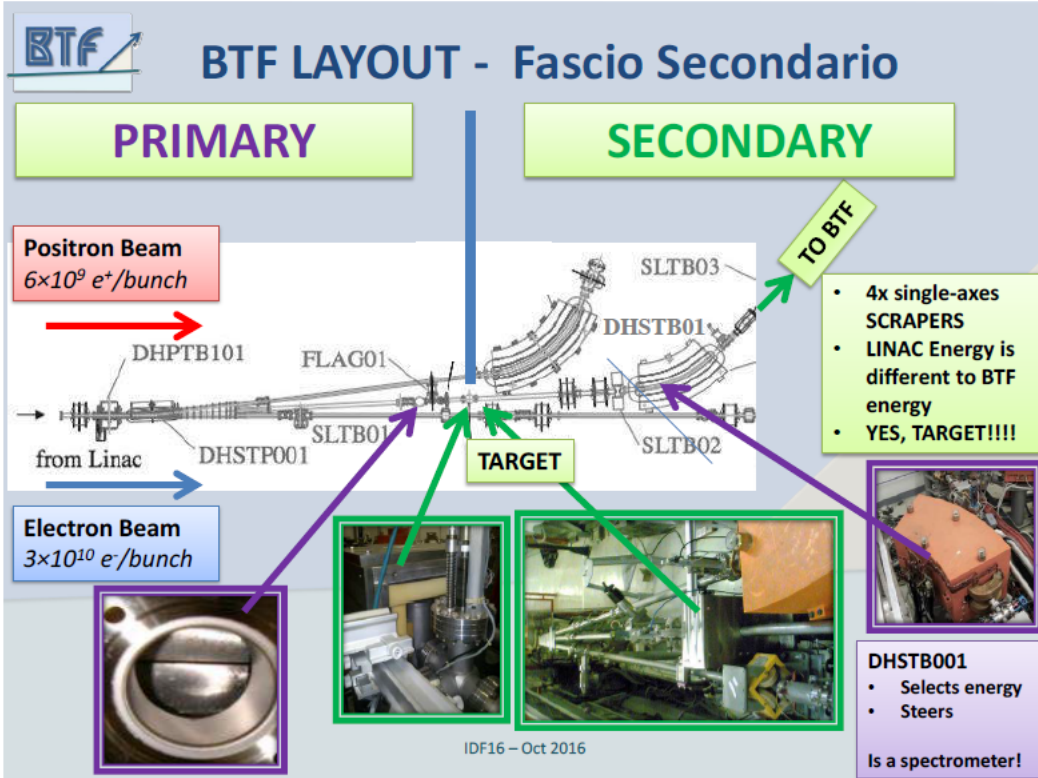 BTF
BTF LAYOUT - Fascio Secondario
PRIMARY
SECONDARY
Positron Beam
6×10⁹ e⁺/bunch
TO BTF
SLTB03
DHSTB01
DHPTB101
FLAG01
• 4x single-axes
SCRAPERS
• LINAC Energy is
different to BTF
energy
• YES, TARGET!!!!
from Linac
DHSTP001
SLTB01
TARGET
SLTB02
Electron Beam
3×10¹⁰ e⁻/bunch
DHSTB001
• Selects energy
• Steers
Is a spectrometer!
IDF16 – Oct 2016